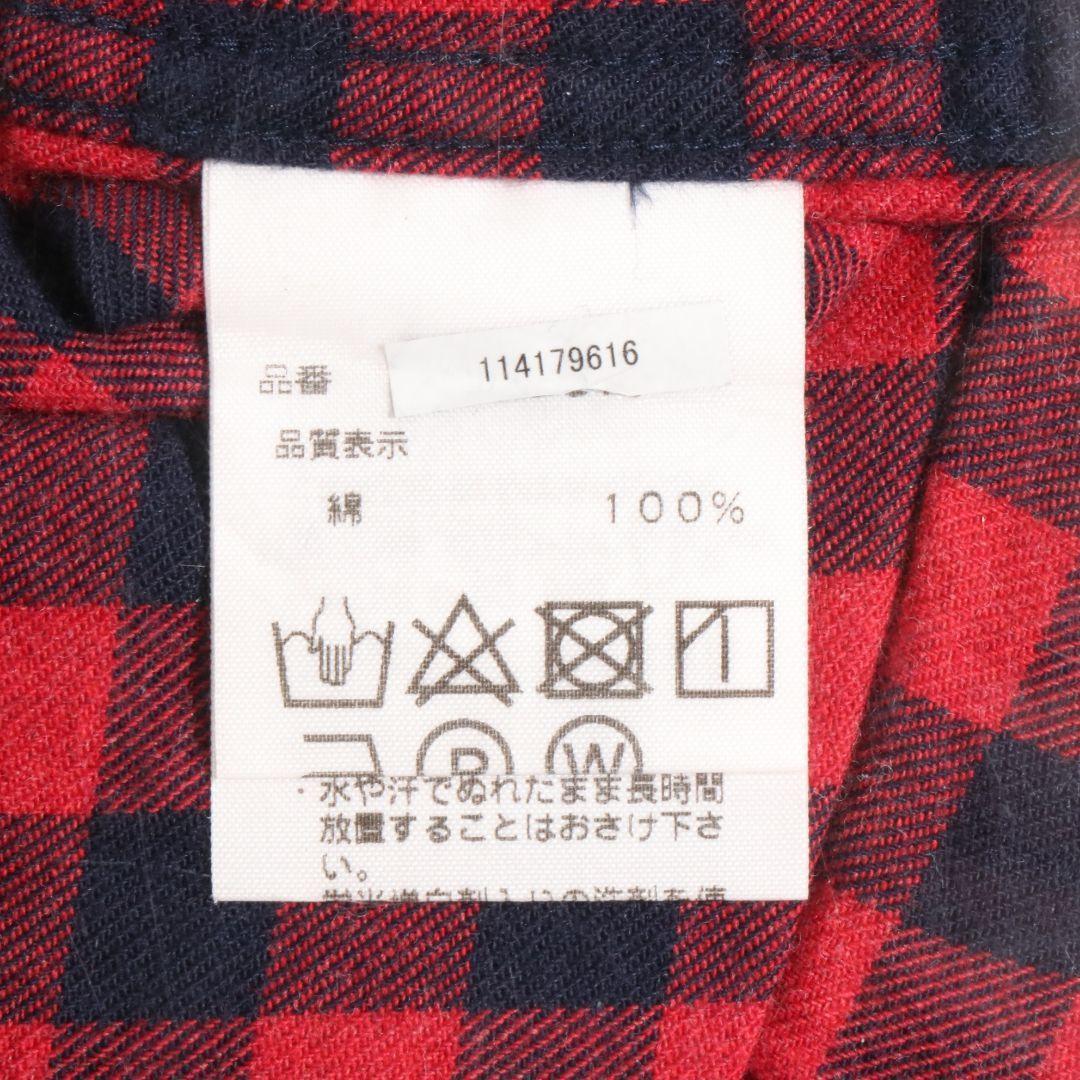 品番 114179616
品質表示
綿 100%
P W
・水や汗でぬれたまま長時間
放置することはおさけ下さ
い。